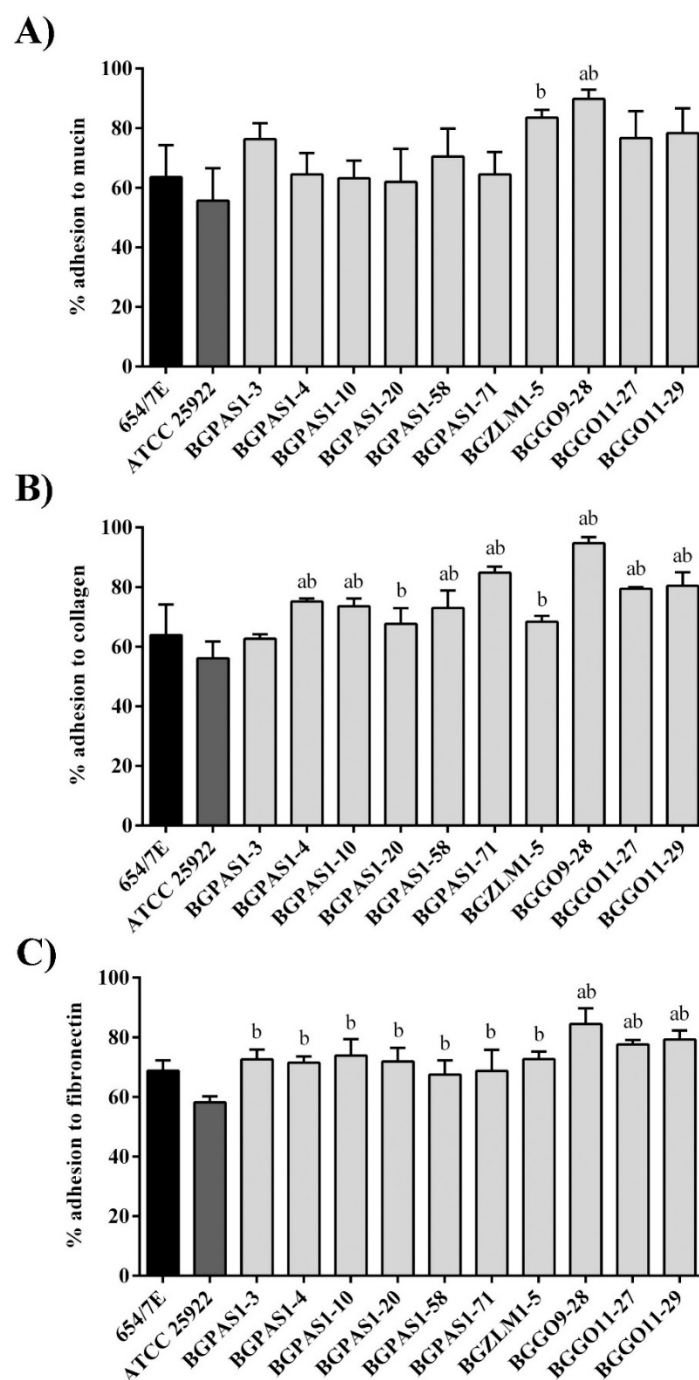 A)
% adhesion to mucin
100
80
60
40
20
0
b
ab
654/7E
ATCC 25922
BGPAS1-3
BGPAS1-4
BGPAS1-10
BGPAS1-20
BGPAS1-58
BGPAS1-71
BGZLM1-5
BGGO9-28
BGGO11-27
BGGO11-29
B)
% adhesion to collagen
100
80
60
40
20
0
ab
ab
b
ab
ab
b
ab
ab
ab
654/7E
ATCC 25922
BGPAS1-3
BGPAS1-4
BGPAS1-10
BGPAS1-20
BGPAS1-58
BGPAS1-71
BGZLM1-5
BGGO9-28
BGGO11-27
BGGO11-29
C)
% adhesion to fibronectin
100
80
60
40
20
0
b
b
b
b
b
b
b
ab
ab
ab
654/7E
ATCC 25922
BGPAS1-3
BGPAS1-4
BGPAS1-10
BGPAS1-20
BGPAS1-58
BGPAS1-71
BGZLM1-5
BGGO9-28
BGGO11-27
BGGO11-29